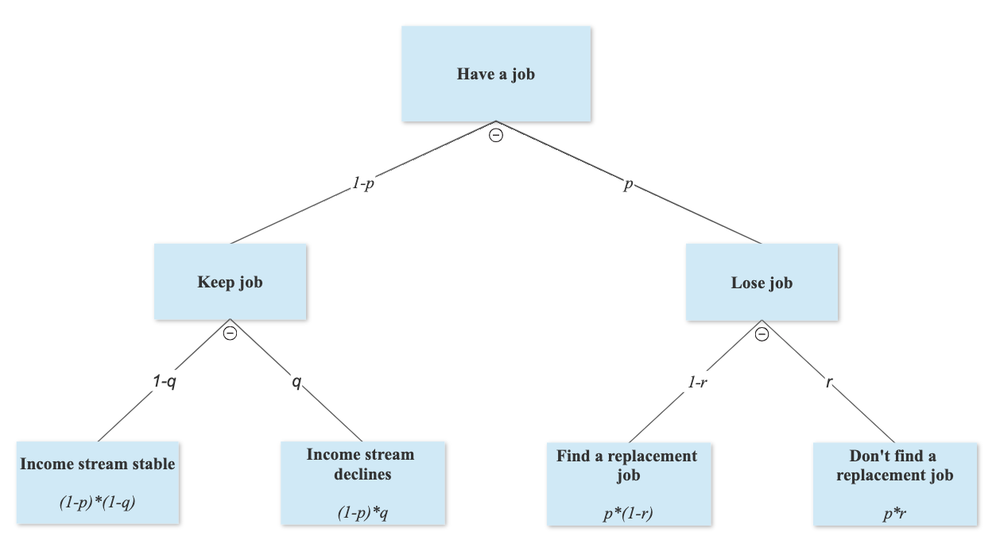 Have a job
1-p
p
Keep job
Lose job
1-q
q
1-r
r
Income stream stable
(1-p)*(1-q)
Income stream
declines
(1-p)*q
Find a replacement
job
p*(1-r)
Don't find a
replacement job
p*r